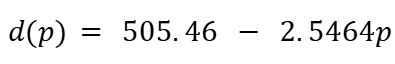 d(p) = 505.46 − 2.5464p